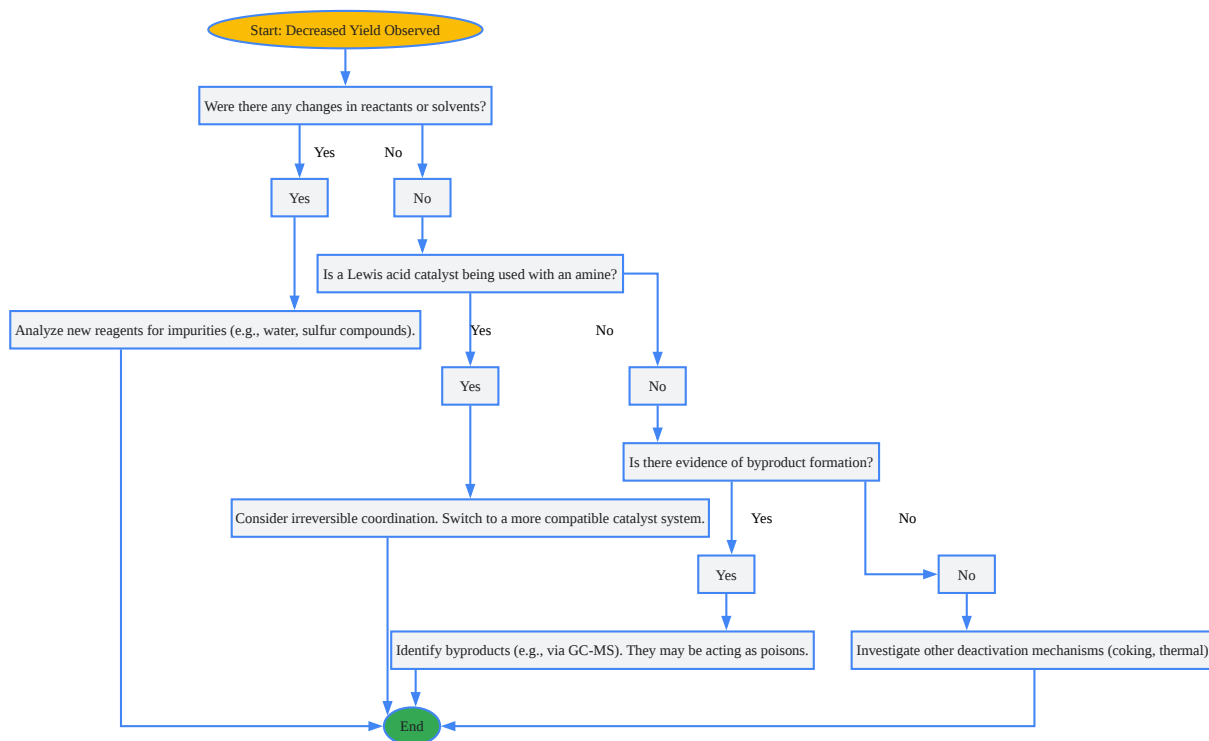 Start: Decreased Yield Observed
Were there any changes in reactants or solvents?
Yes
No
Yes
No
Is a Lewis acid catalyst being used with an amine?
Analyze new reagents for impurities (e.g., water, sulfur compounds).
Yes
No
Yes
No
Is there evidence of byproduct formation?
Consider irreversible coordination. Switch to a more compatible catalyst system.
Yes
No
Yes
No
Identify byproducts (e.g., via GC-MS). They may be acting as poisons.
Investigate other deactivation mechanisms (coking, thermal)
End